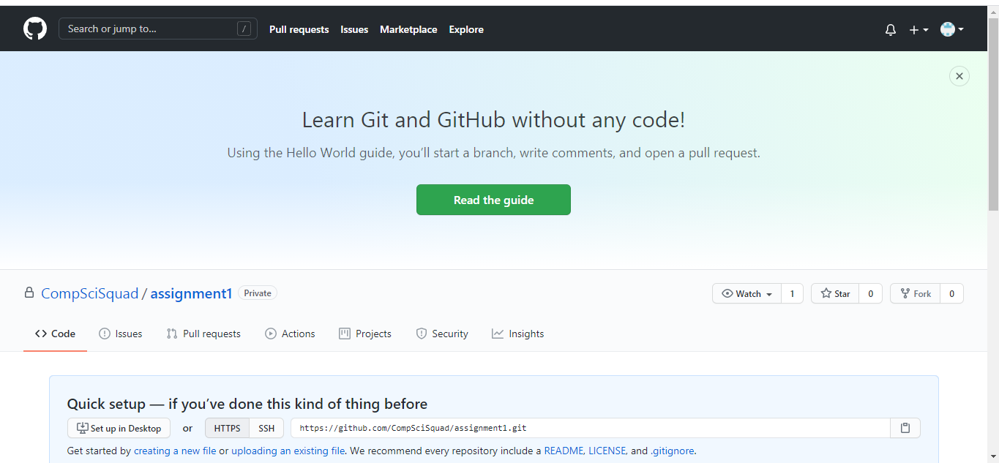 Search or jump to... /
Pull requests Issues Marketplace Explore
Learn Git and GitHub without any code!
Using the Hello World guide, you’ll start a branch, write comments, and open a pull request.
Read the guide
CompSciSquad / assignment1 Private
Watch 1 Star 0 Fork 0
Code Issues Pull requests Actions Projects Security Insights
Quick setup — if you’ve done this kind of thing before
Set up in Desktop or HTTPS SSH https://github.com/CompSciSquad/assignment1.git
Get started by creating a new file or uploading an existing file. We recommend every repository include a README, LICENSE, and .gitignore.